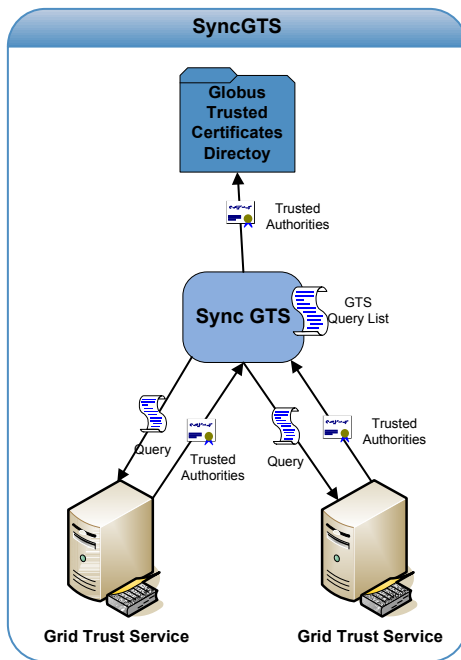 SyncGTS
Globus
Trusted
Certificates
Directoy
Trusted
Authorities
Sync GTS
GTS
Query List
Query
Trusted
Authorities
Query
Trusted
Authorities
Grid Trust Service
Grid Trust Service